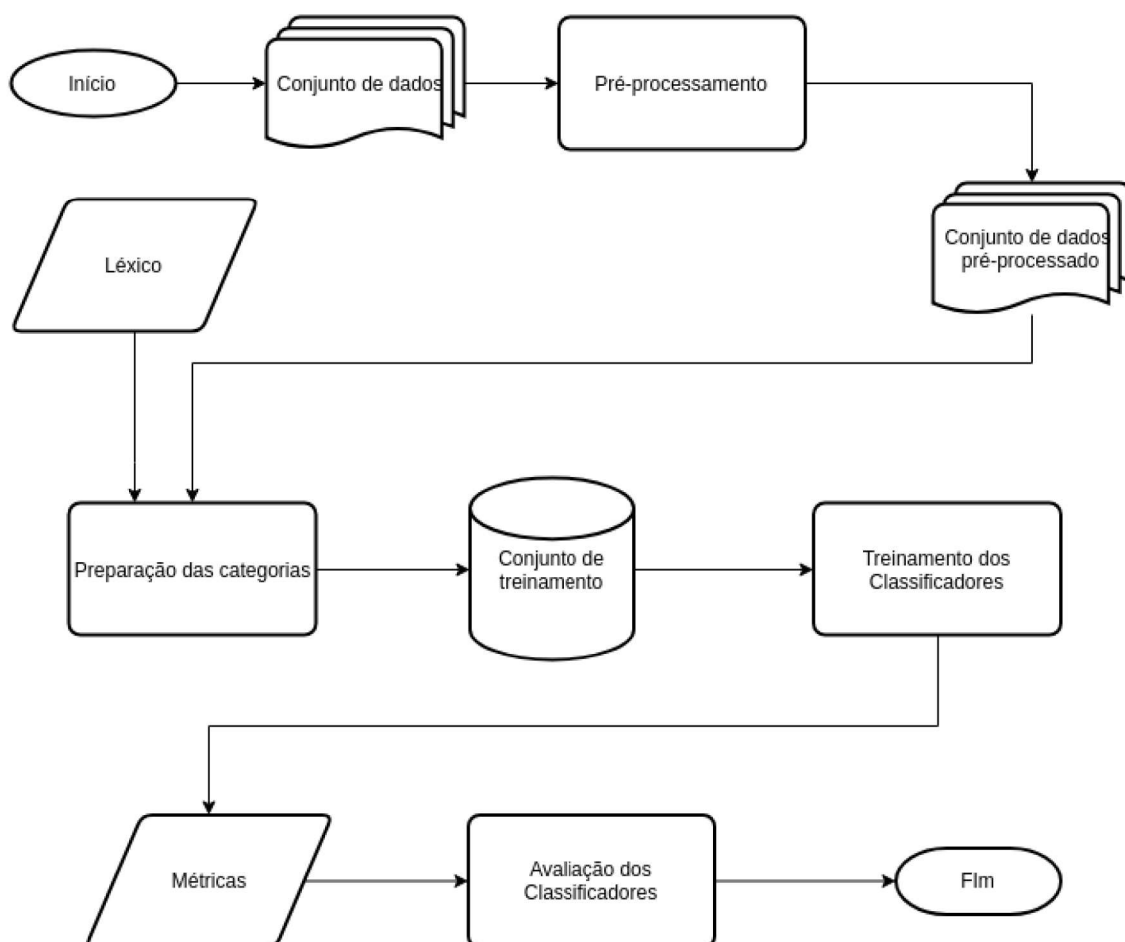 Início
Conjunto de dados
Pré-processamento
Conjunto de dados
pré-processado
Léxico
Preparação das categorias
Conjunto de
treinamento
Treinamento dos
Classificadores
Métricas
Avaliação dos
Classificadores
FIm